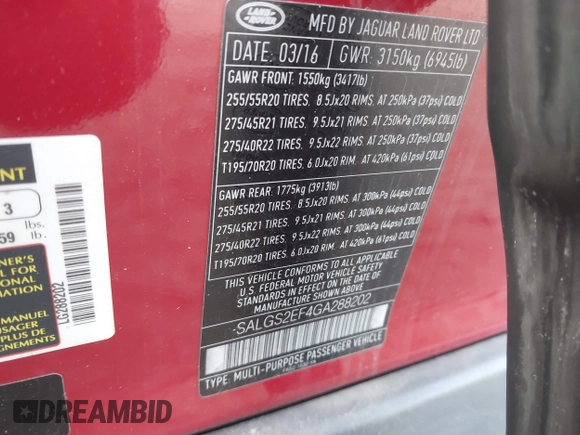 LAND
ROVER
MFD BY JAGUAR LAND ROVER LTD
DATE: 03/16 GWR: 3150kg (6945lb)
GAWR FRONT: 1550kg (3417lb)
255/55R20 TIRES. 8.5Jx20 RIMS. AT 250kPa (37psi) COLD
275/45R21 TIRES. 9.5Jx21 RIMS. AT 250kPa (37psi) COLD
275/40R22 TIRES. 9.5Jx22 RIMS. AT 250kPa (37psi) COLD
T195/70R20 TIRES. 6.0Jx20 RIM. AT 420kPa (61psi) COLD
GAWR REAR: 1775kg (3913lb)
255/55R20 TIRES. 8.5Jx20 RIMS. AT 300kPa (44psi) COLD
275/45R21 TIRES. 9.5Jx21 RIMS. AT 300kPa (44psi) COLD
275/40R22 TIRES. 9.5Jx22 RIMS. AT 300kPa (44psi) COLD
T195/70R20 TIRES. 6.0Jx20 RIM. AT 420kPa (61psi) COLD
THIS VEHICLE CONFORMS TO ALL APPLICABLE
U.S. FEDERAL MOTOR VEHICLE SAFETY
STANDARDS IN EFFECT ON THE DATE OF
MANUFACTURE SHOWN ABOVE
SALGS2EF4GA288202
TYPE: MULTI-PURPOSE PASSENGER VEHICLE
3
lbs.
59
lb.
NER'S
L FOR
IONAL
MATION
MANUEL
USAGER
PLUS DE
GNEMENTS
LG288202
DREAMBID